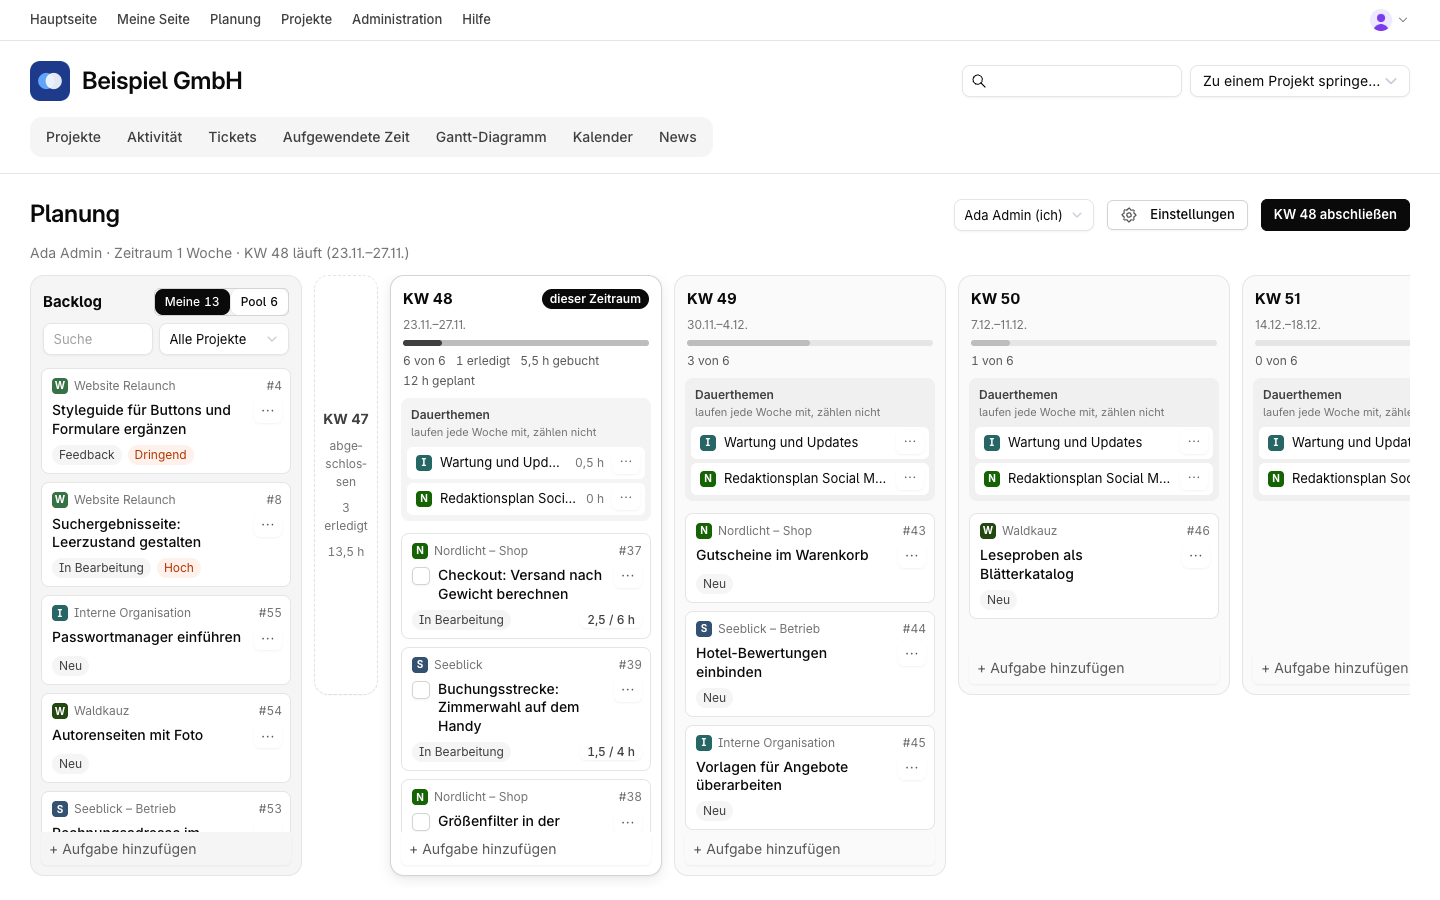 Hauptseite Meine Seite Planung Projekte Administration Hilfe
Beispiel GmbH
Zu einem Projekt springe...
Projekte Aktivität Tickets Aufgewendete Zeit Gantt-Diagramm Kalender News
Planung
Ada Admin (ich)
Einstellungen
KW 48 abschließen
Ada Admin · Zeitraum 1 Woche · KW 48 läuft (23.11.–27.11.)
Backlog
Meine 13
Pool 6
Suche
Alle Projekte
W Website Relaunch #4
Styleguide für Buttons und
Formulare ergänzen
...
Feedback Dringend
W Website Relaunch #8
Suchergebnisseite:
Leerzustand gestalten
...
In Bearbeitung Hoch
I Interne Organisation #55
Passwortmanager einführen
...
Neu
W Waldkauz #54
Autorenseiten mit Foto
...
Neu
S Seeblick – Betrieb #53
+ Aufgabe hinzufügen
KW 47
abge-
schlos-
sen
3
erledigt
13,5 h
KW 48
dieser Zeitraum
23.11.–27.11.
6 von 6 1 erledigt 5,5 h gebucht
12 h geplant
Dauerthemen
laufen jede Woche mit, zählen nicht
I Wartung und Upd... 0,5 h ...
N Redaktionsplan Soci... 0 h ...
N Nordlicht – Shop #37
Checkout: Versand nach
Gewicht berechnen
...
In Bearbeitung 2,5 / 6 h
S Seeblick #39
Buchungsstrecke:
Zimmerwahl auf dem
Handy
...
In Bearbeitung 1,5 / 4 h
N Nordlicht – Shop #38
Größenfilter in der
...
+ Aufgabe hinzufügen
KW 49
30.11.–4.12.
3 von 6
Dauerthemen
laufen jede Woche mit, zählen nicht
I Wartung und Updates ...
N Redaktionsplan Social M... ...
N Nordlicht – Shop #43
Gutscheine im Warenkorb
...
Neu
S Seeblick – Betrieb #44
Hotel-Bewertungen
einbinden
...
Neu
I Interne Organisation #45
Vorlagen für Angebote
überarbeiten
...
Neu
+ Aufgabe hinzufügen
KW 50
7.12.–11.12.
1 von 6
Dauerthemen
laufen jede Woche mit, zählen nicht
I Wartung und Updates ...
N Redaktionsplan Social M... ...
W Waldkauz #46
Leseproben als
Blätterkatalog
...
Neu
+ Aufgabe hinzufügen
KW 51
14.12.–18.12.
0 von 6
Dauerthemen
laufen jede Woche mit, zähle
I Wartung und Updat
N Redaktionsplan Soc
+ Aufgabe hinzufügen